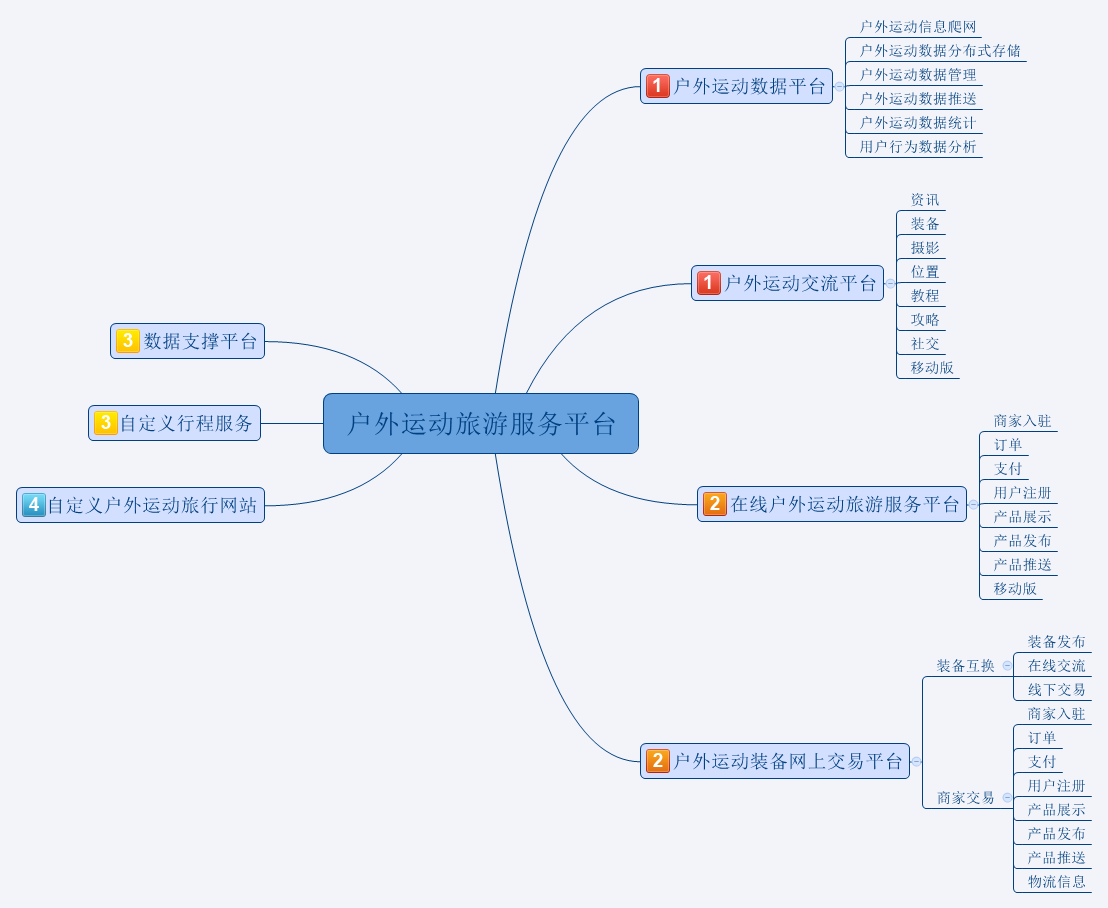 户外运动旅游服务平台
1 户外运动数据平台
户外运动信息爬网
户外运动数据分布式存储
户外运动数据管理
户外运动数据推送
户外运动数据统计
用户行为数据分析
1 户外运动交流平台
资讯
装备
摄影
位置
教程
攻略
社交
移动版
2 在线户外运动旅游服务平台
商家入驻
订单
支付
用户注册
产品展示
产品发布
产品推送
移动版
2 户外运动装备网上交易平台
装备互换
装备发布
在线交流
线下交易
商家交易
商家入驻
订单
支付
用户注册
产品展示
产品发布
产品推送
物流信息
3 数据支撑平台
3 自定义行程服务
4 自定义户外运动旅行网站